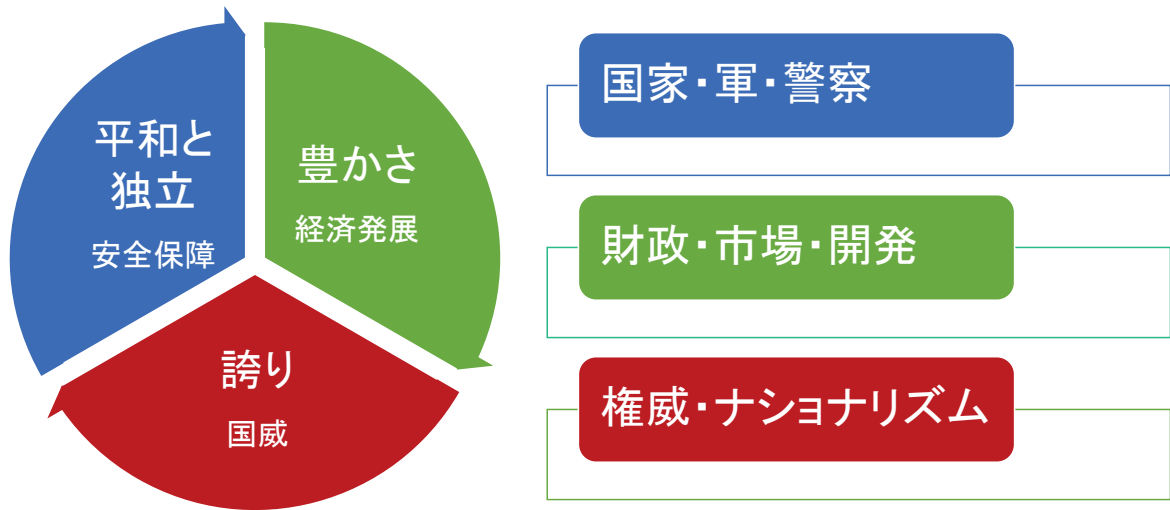 平和と
独立
安全保障
豊かさ
経済発展
誇り
国威
国家・軍・警察
財政・市場・開発
権威・ナショナリズム